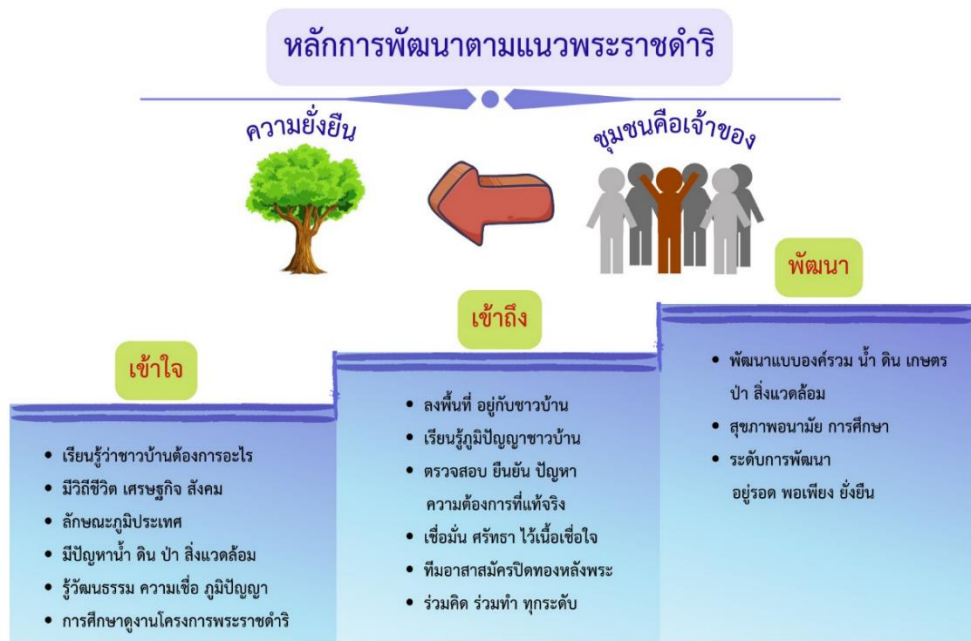 หลักการพัฒนาตามแนวพระราชดำริ
ความยั่งยืน
ชุมชนคือเจ้าของ
เข้าใจ
• เรียนรู้ว่าชาวบ้านต้องการอะไร
• มีวิถีชีวิต เศรษฐกิจ สังคม
• ลักษณะภูมิประเทศ
• มีปัญหาน้ำ ดิน ป่า สิ่งแวดล้อม
• รู้วัฒนธรรม ความเชื่อ ภูมิปัญญา
• การศึกษาดูงานโครงการพระราชดำริ
เข้าถึง
• ลงพื้นที่ อยู่กับชาวบ้าน
• เรียนรู้ภูมิปัญญาชาวบ้าน
• ตรวจสอบ ยืนยัน ปัญหา
ความต้องการที่แท้จริง
• เชื่อมั่น ศรัทธา ไว้เนื้อเชื่อใจ
• ทีมอาสาสมัครปิดทองหลังพระ
• ร่วมคิด ร่วมทำ ทุกระดับ
พัฒนา
• พัฒนาแบบองค์รวม น้ำ ดิน เกษตร
ป่า สิ่งแวดล้อม
• สุขภาพอนามัย การศึกษา
• ระดับการพัฒนา
อยู่รอด พอเพียง ยั่งยืน